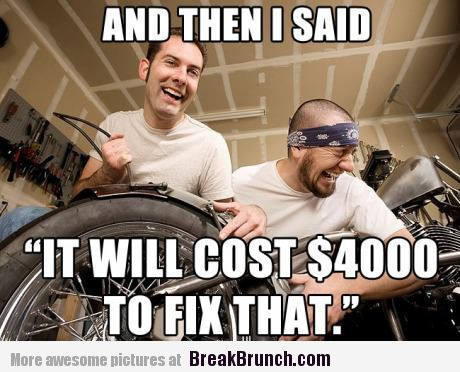 AND THEN I SAID
“IT WILL COST $4000
TO FIX THAT.”
More awesome pictures at BreakBrunch.com